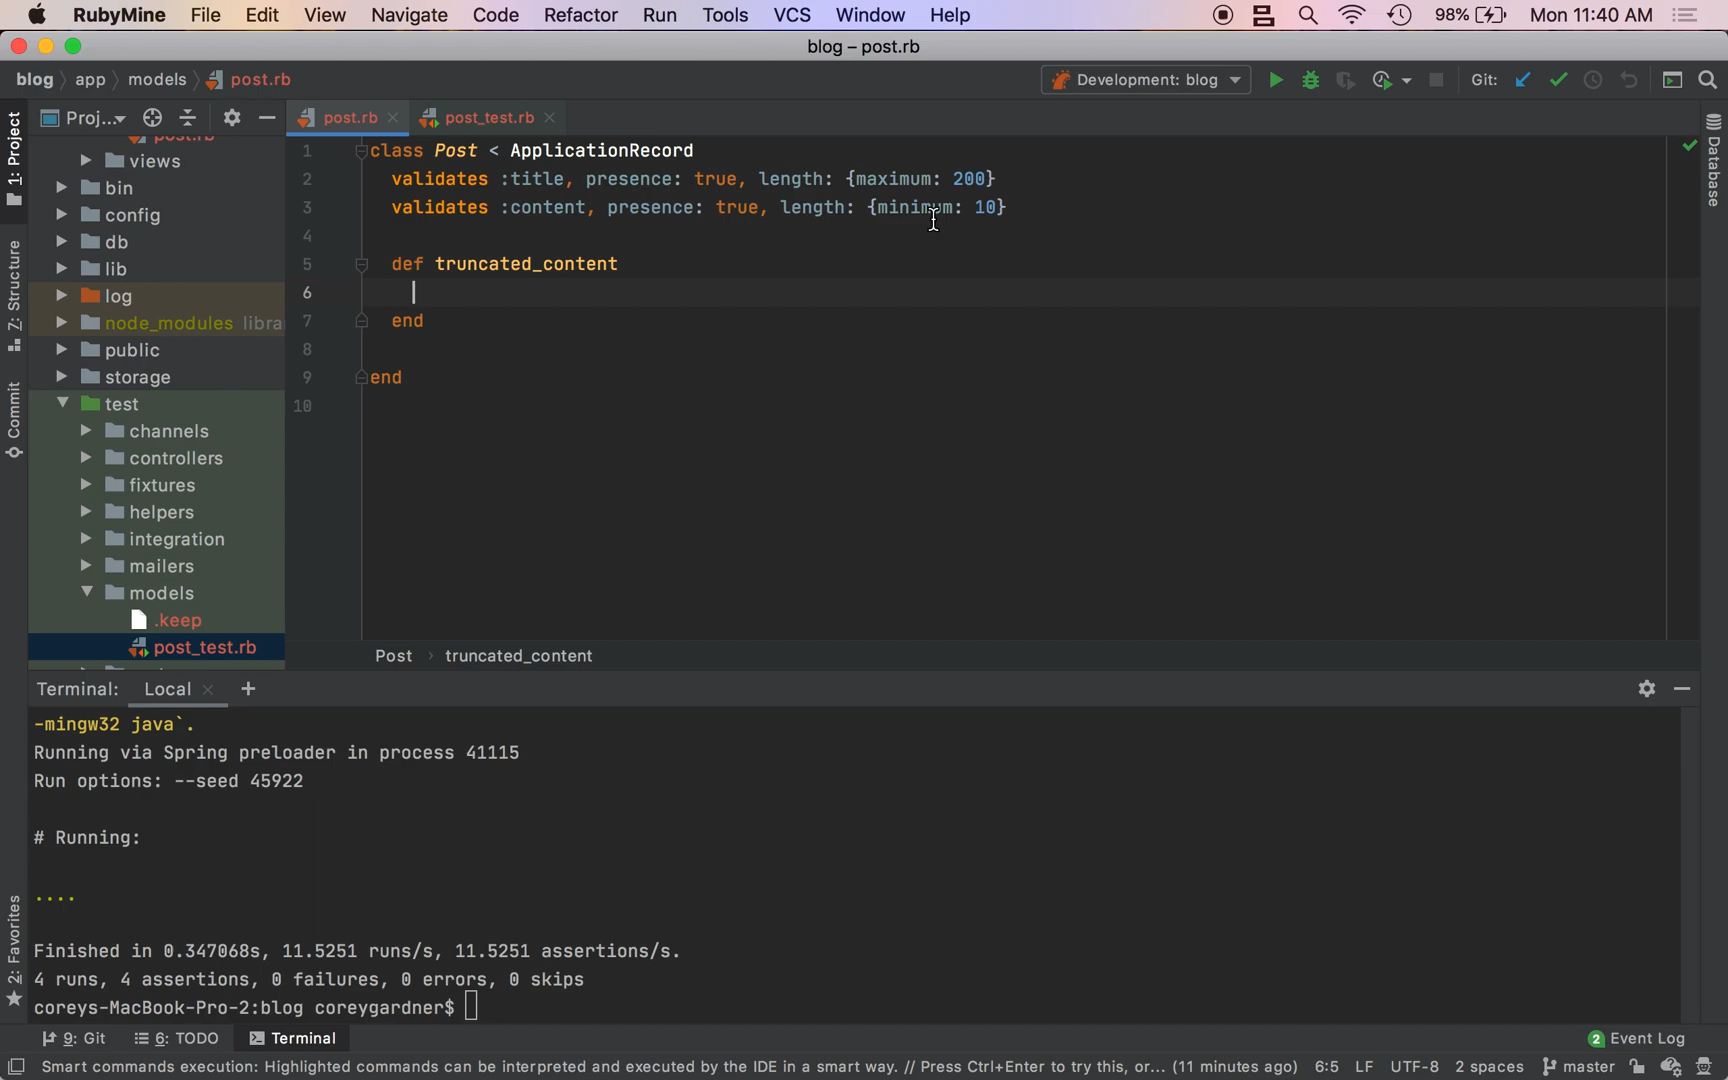 RubyMine File Edit View Navigate Code Refactor Run Tools VCS Window Help 98% Mon 11:40 AM
blog – post.rb
blog app models post.rb Development: blog Git:
Proj... post.rb post_test.rb
1: Project
Z: Structure
Commit
2: Favorites
Database
views
bin
config
db
lib
log
node_modules libra
public
storage
test
channels
controllers
fixtures
helpers
integration
mailers
models
.keep
post_test.rb
1 class Post < ApplicationRecord
2 validates :title, presence: true, length: {maximum: 200}
3 validates :content, presence: true, length: {minimum: 10}
4
5 def truncated_content
6
7 end
8
9 end
10
Post › truncated_content
Terminal: Local × +
-mingw32 java`.
Running via Spring preloader in process 41115
Run options: --seed 45922
# Running:
....
Finished in 0.347068s, 11.5251 runs/s, 11.5251 assertions/s.
4 runs, 4 assertions, 0 failures, 0 errors, 0 skips
coreys-MacBook-Pro-2:blog coreygardner$
9: Git 6: TODO Terminal 2 Event Log
Smart commands execution: Highlighted commands can be interpreted and executed by the IDE in a smart way. // Press Ctrl+Enter to try this, or... (11 minutes ago) 6:5 LF UTF-8 2 spaces master